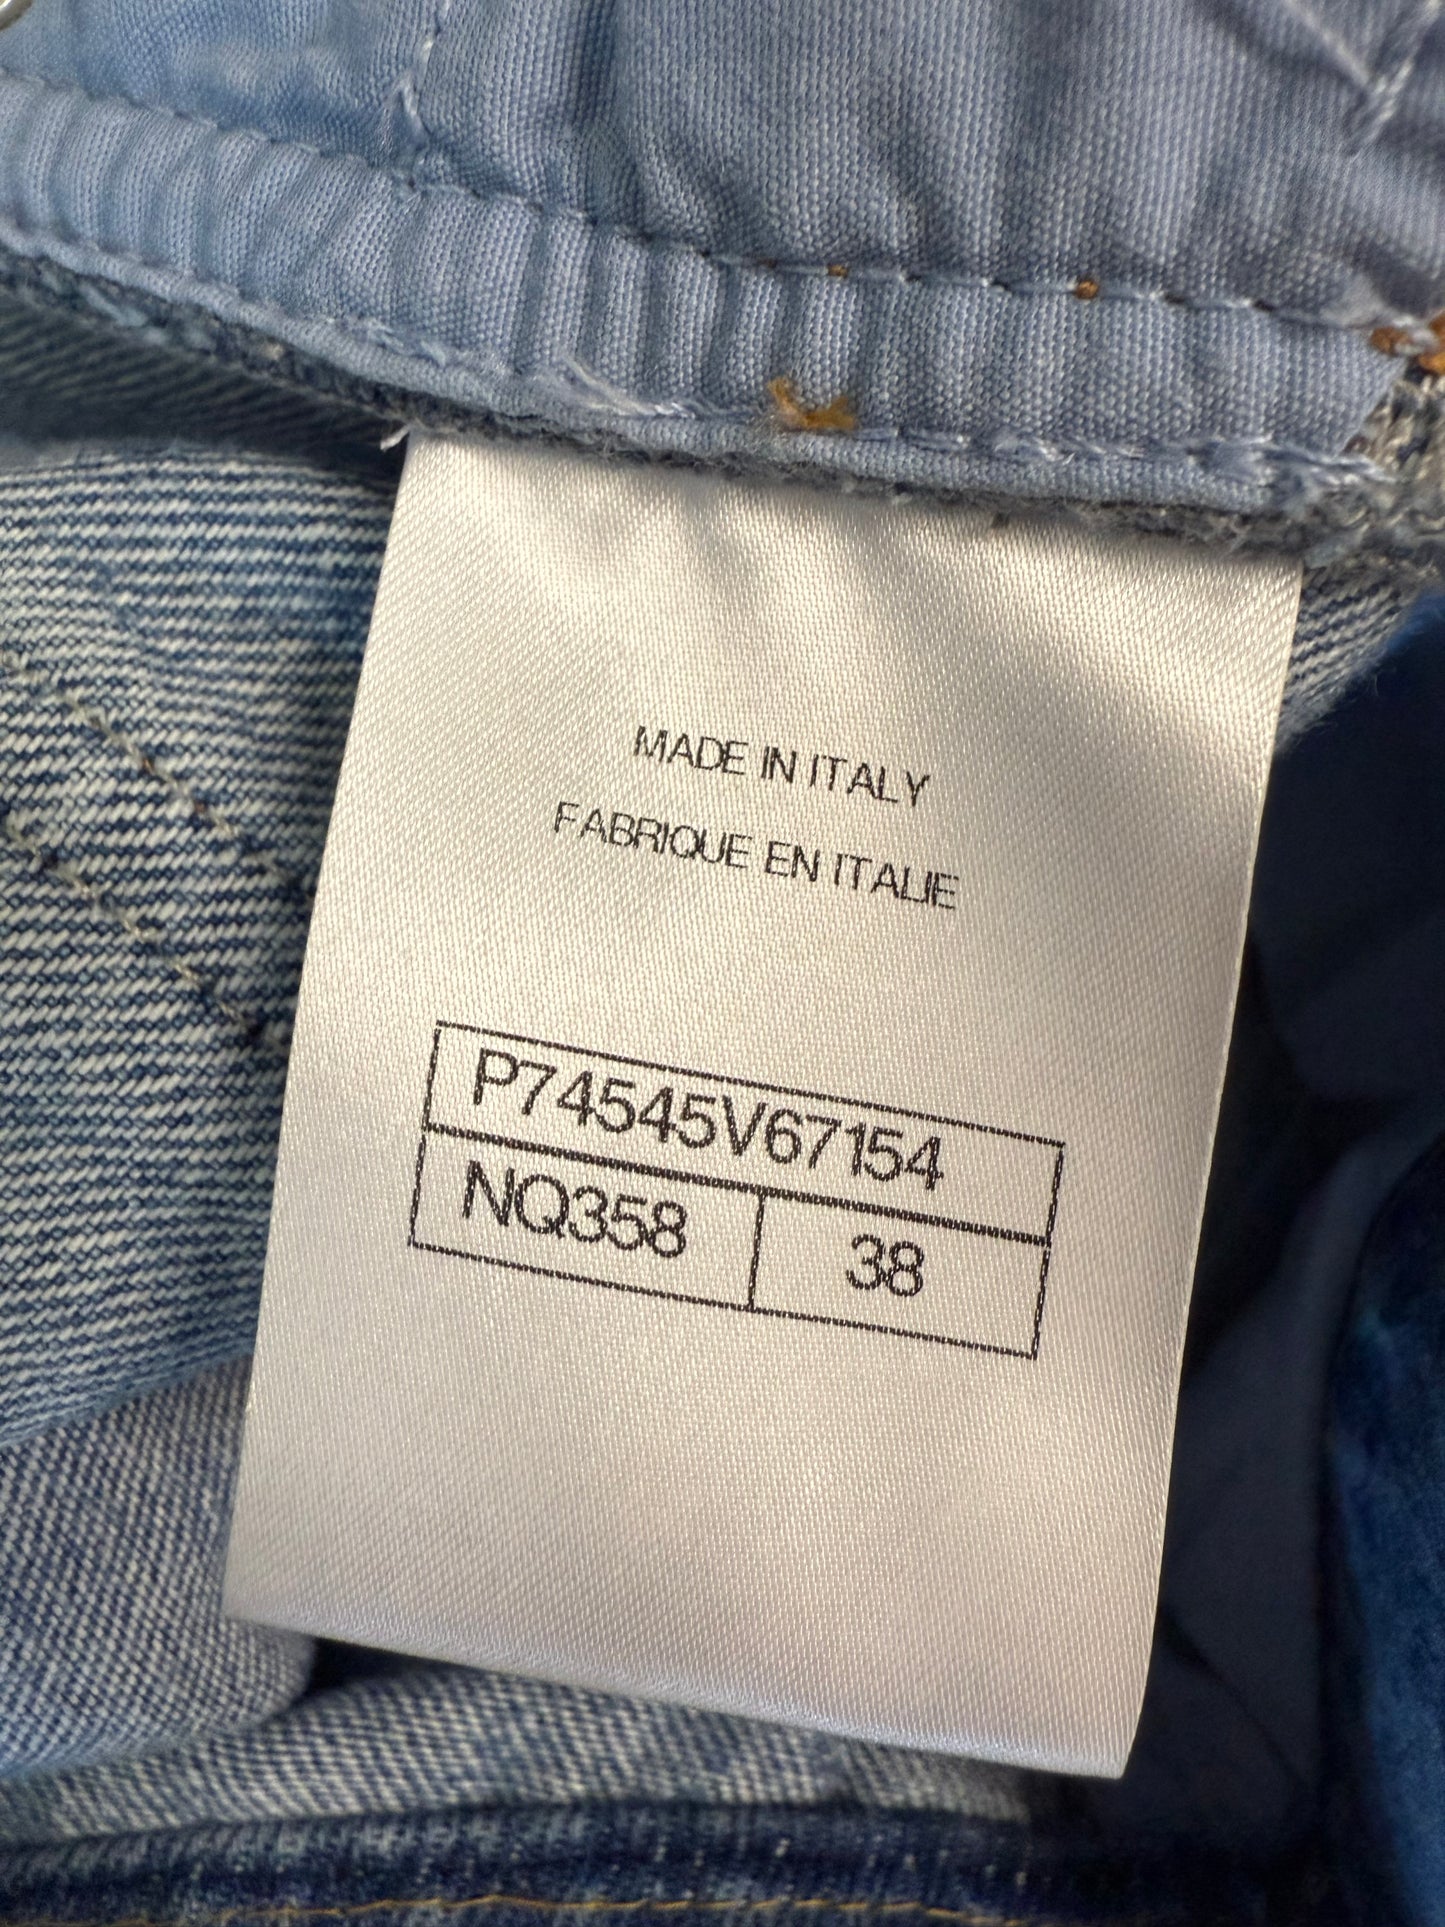 MADE IN ITALY
FABRIQUE EN ITALIE
P74545V67154
NQ358 38